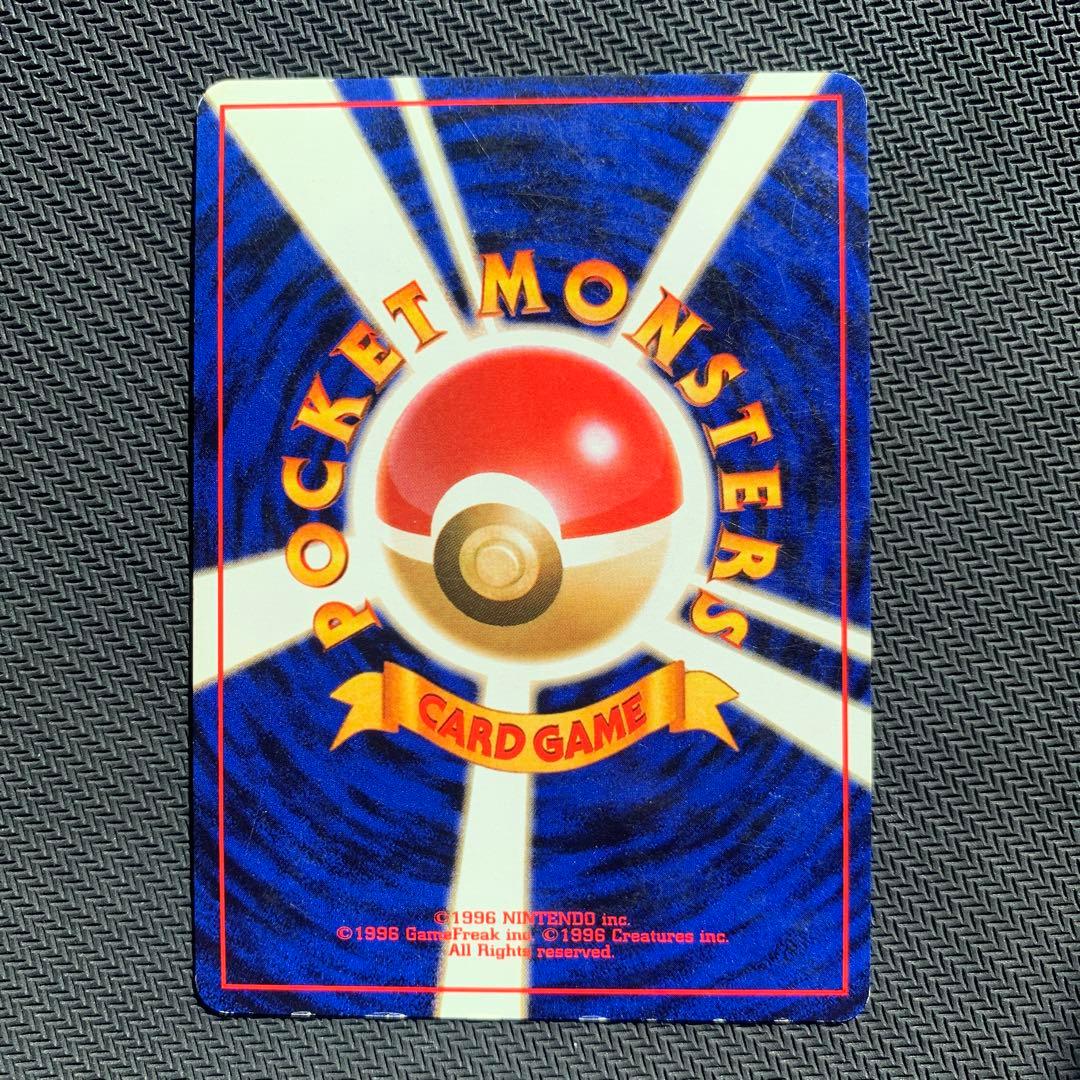 POCKET MONSTERS
CARD GAME
©1996 NINTENDO inc.
©1996 GameFreak inc. ©1996 Creatures inc.
All Rights reserved.